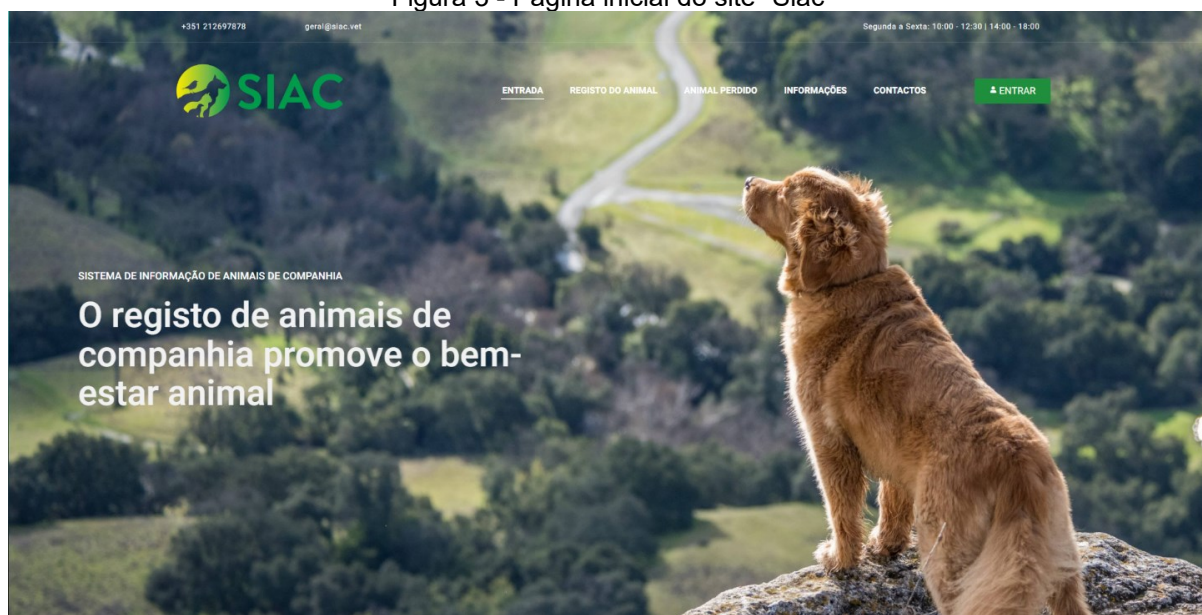 Figura 3 - Página inicial do site "Siac"
+351 212697878 geral@siac.vet Segunda a Sexta: 10:00 - 12:30 | 14:00 - 18:00
SIAC ENTRADA REGISTO DO ANIMAL ANIMAL PERDIDO INFORMAÇÕES CONTACTOS ENTRAR
SISTEMA DE INFORMAÇÃO DE ANIMAIS DE COMPANHIA
O registo de animais de
companhia promove o bem-
estar animal